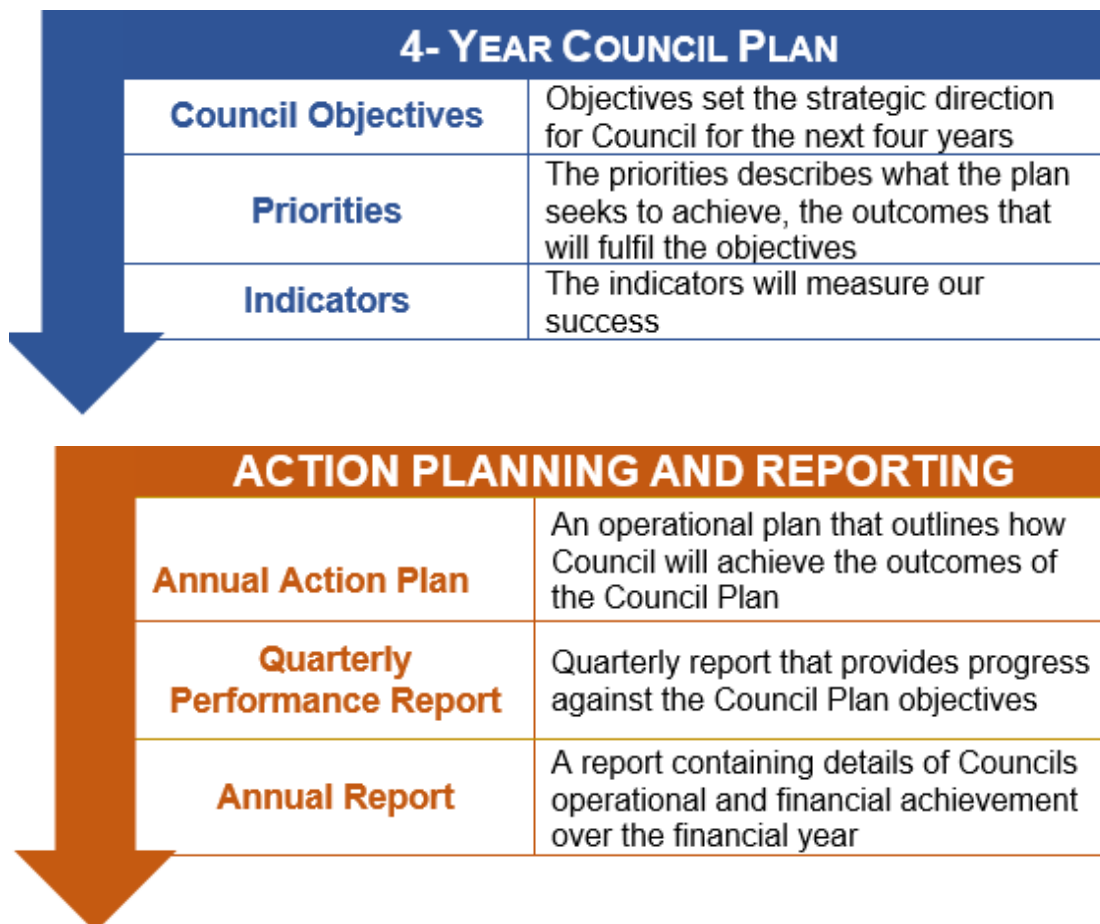 4- YEAR COUNCIL PLAN
Council Objectives
Objectives set the strategic direction
for Council for the next four years
Priorities
The priorities describes what the plan
seeks to achieve, the outcomes that
will fulfil the objectives
Indicators
The indicators will measure our
success
ACTION PLANNING AND REPORTING
Annual Action Plan
An operational plan that outlines how
Council will achieve the outcomes of
the Council Plan
Quarterly
Performance Report
Quarterly report that provides progress
against the Council Plan objectives
Annual Report
A report containing details of Councils
operational and financial achievement
over the financial year